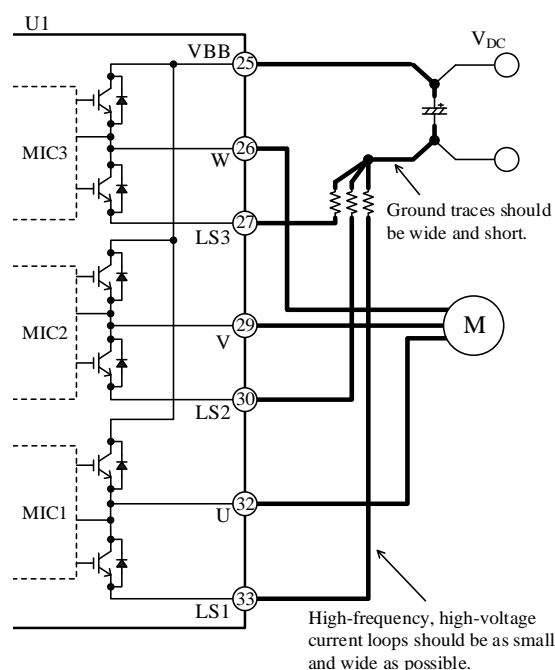 U1
VBB
25
V_DC
MIC3
26
W
27
LS3
Ground traces should
be wide and short.
MIC2
29
V
M
30
LS2
MIC1
32
U
33
LS1
High-frequency, high-voltage
current loops should be as small
and wide as possible.